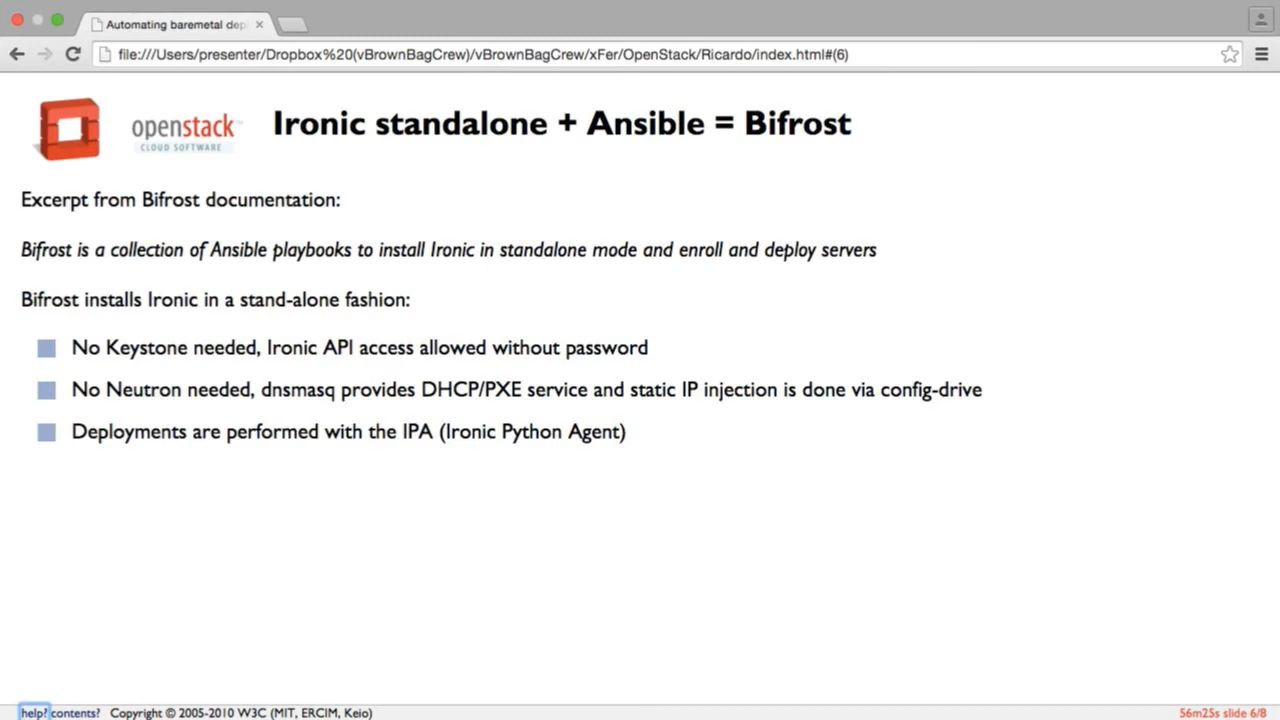 Automating baremetal dep
file:///Users/presenter/Dropbox%20(vBrownBagCrew)/vBrownBagCrew/xFer/OpenStack/Ricardo/index.html#(6)
openstack™
CLOUD SOFTWARE
Ironic standalone + Ansible = Bifrost
Excerpt from Bifrost documentation:
Bifrost is a collection of Ansible playbooks to install Ironic in standalone mode and enroll and deploy servers
Bifrost installs Ironic in a stand-alone fashion:
No Keystone needed, Ironic API access allowed without password
No Neutron needed, dnsmasq provides DHCP/PXE service and static IP injection is done via config-drive
Deployments are performed with the IPA (Ironic Python Agent)
help? contents? Copyright © 2005-2010 W3C (MIT, ERCIM, Keio)
56m25s slide 6/8